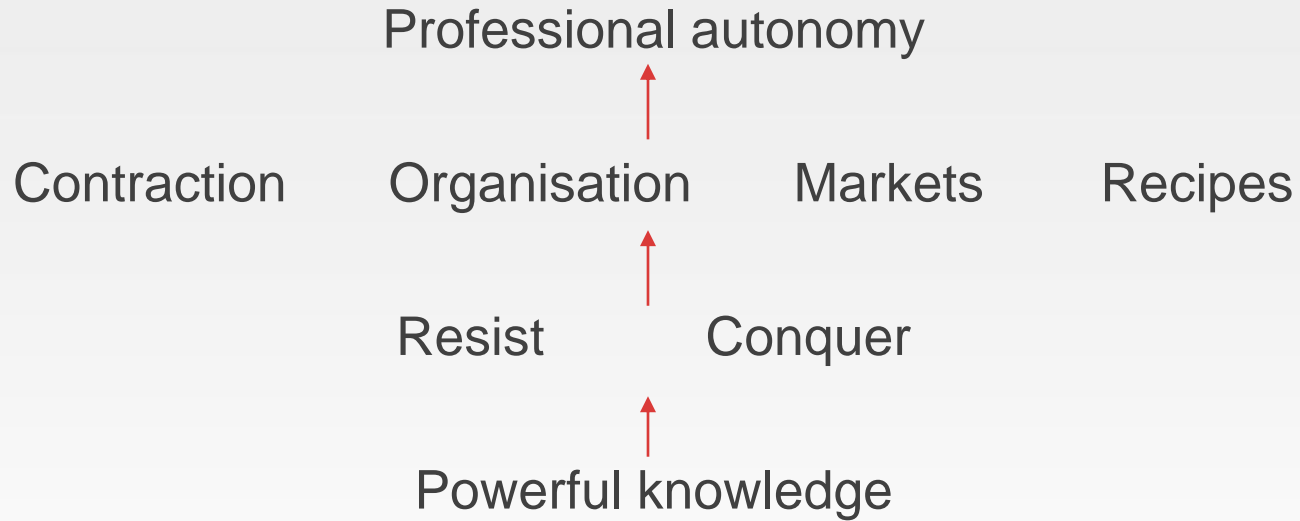 Professional autonomy
Contraction Organisation Markets Recipes
Resist Conquer
Powerful knowledge